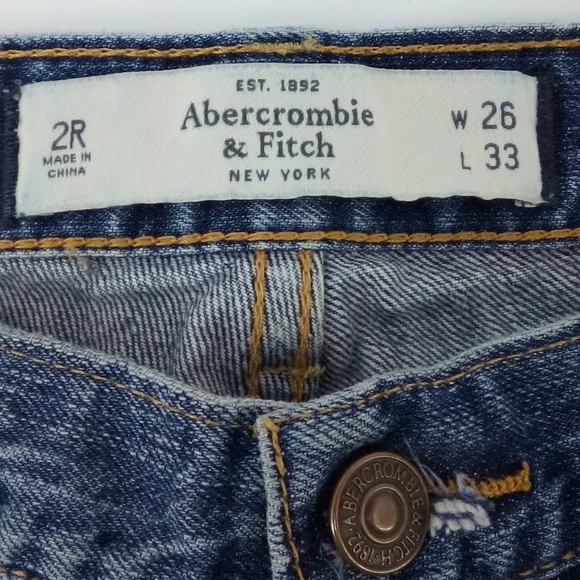 EST. 1892
Abercrombie
& Fitch
NEW YORK
2R
MADE IN
CHINA
W 26
L 33
ABERCROMBIE & FITCH · 1892 ·